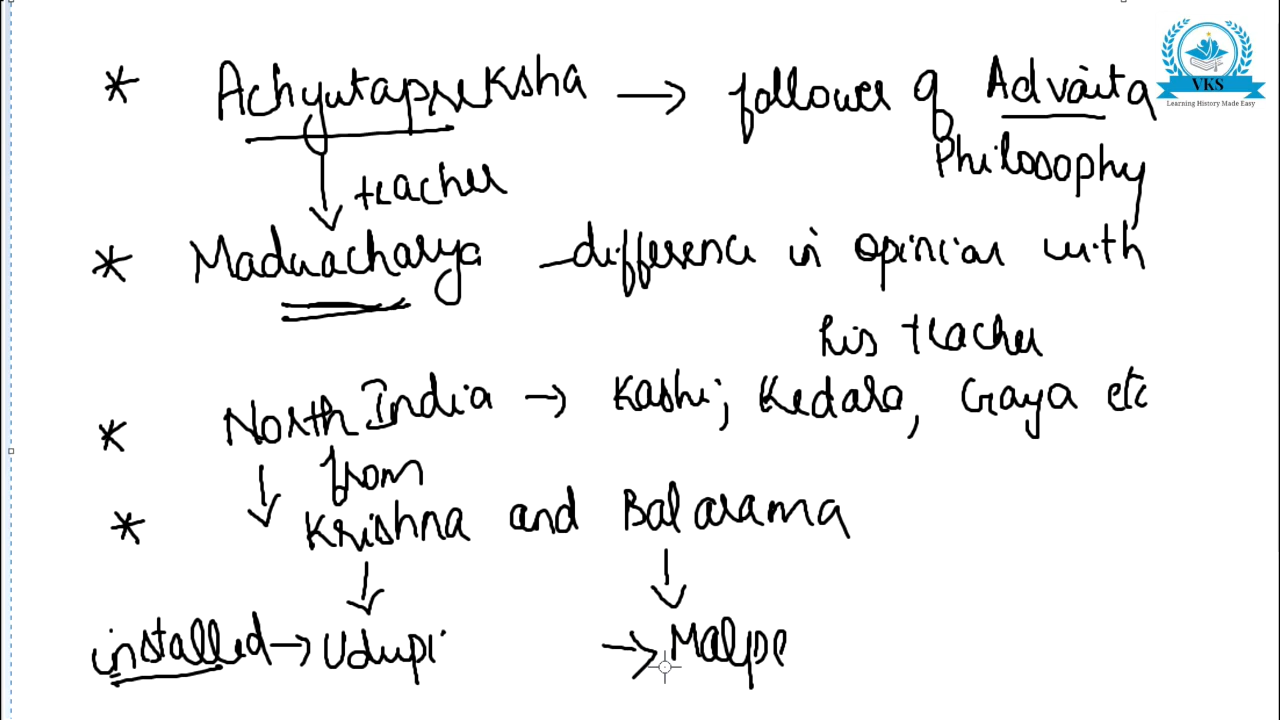 * Achyutapreksha → follower of Advaita
Philosophy
↓ teacher
* Madwacharya – difference in opinion with
his teacher
* North India → Kashi, Kedara, Gaya etc
↓ from
* Krishna and Balarama
↓ ↓
installed → Udupi → Malpe
VKS
Learning History Made Easy